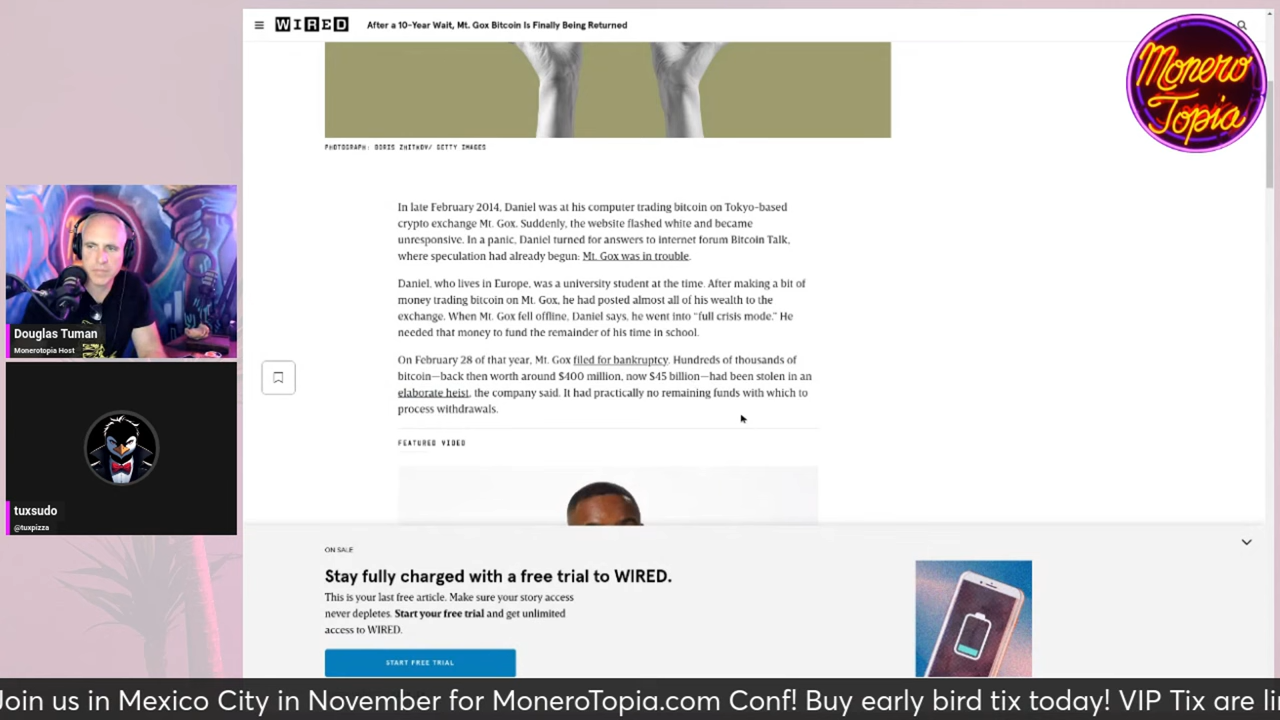 WIRED
After a 10-Year Wait, Mt. Gox Bitcoin Is Finally Being Returned
Monero
Topia
PHOTOGRAPH: BORIS ZHITKOV/ GETTY IMAGES
In late February 2014, Daniel was at his computer trading bitcoin on Tokyo-based
crypto exchange Mt. Gox. Suddenly, the website flashed white and became
unresponsive. In a panic, Daniel turned for answers to internet forum Bitcoin Talk,
where speculation had already begun: Mt. Gox was in trouble.
Daniel, who lives in Europe, was a university student at the time. After making a bit of
money trading bitcoin on Mt. Gox, he had posted almost all of his wealth to the
exchange. When Mt. Gox fell offline, Daniel says, he went into “full crisis mode.” He
needed that money to fund the remainder of his time in school.
On February 28 of that year, Mt. Gox filed for bankruptcy. Hundreds of thousands of
bitcoin—back then worth around $400 million, now $45 billion—had been stolen in an
elaborate heist, the company said. It had practically no remaining funds with which to
process withdrawals.
FEATURED VIDEO
Douglas Tuman
Monerotopia Host
tuxsudo
@tuxpizza
ON SALE
Stay fully charged with a free trial to WIRED.
This is your last free article. Make sure your story access
never depletes. Start your free trial and get unlimited
access to WIRED.
START FREE TRIAL
Join us in Mexico City in November for MoneroTopia.com Conf! Buy early bird tix today! VIP Tix are li